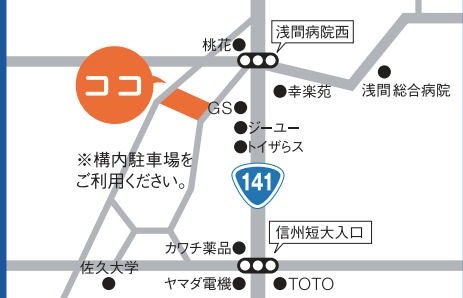 浅間病院西
桃花
ココ
浅間総合病院
幸楽苑
GS
ジーユー
トイザらス
※構内駐車場を
ご利用ください。
141
信州短大入口
カワチ薬品
佐久大学
ヤマダ電機
TOTO